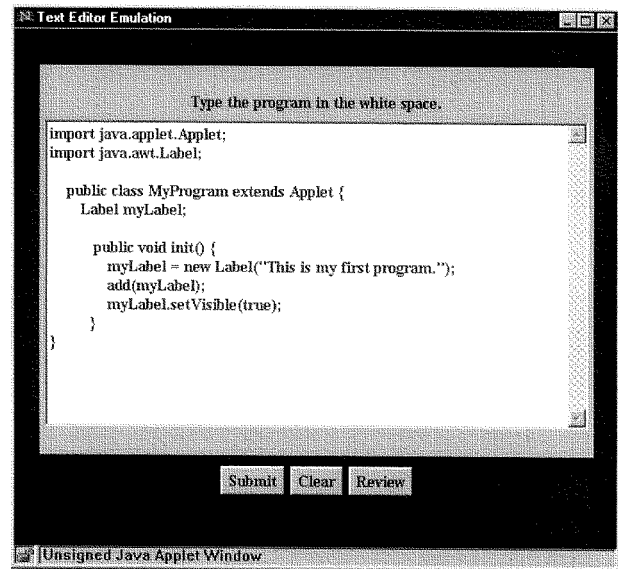 Text Editor Emulation
Type the program in the white space.
import java.applet.Applet;
import java.awt.Label;
public class MyProgram extends Applet {
Label myLabel;
public void init() {
myLabel = new Label("This is my first program.");
add(myLabel);
myLabel.setVisible(true);
}
}
Submit Clear Review
Unsigned Java Applet Window